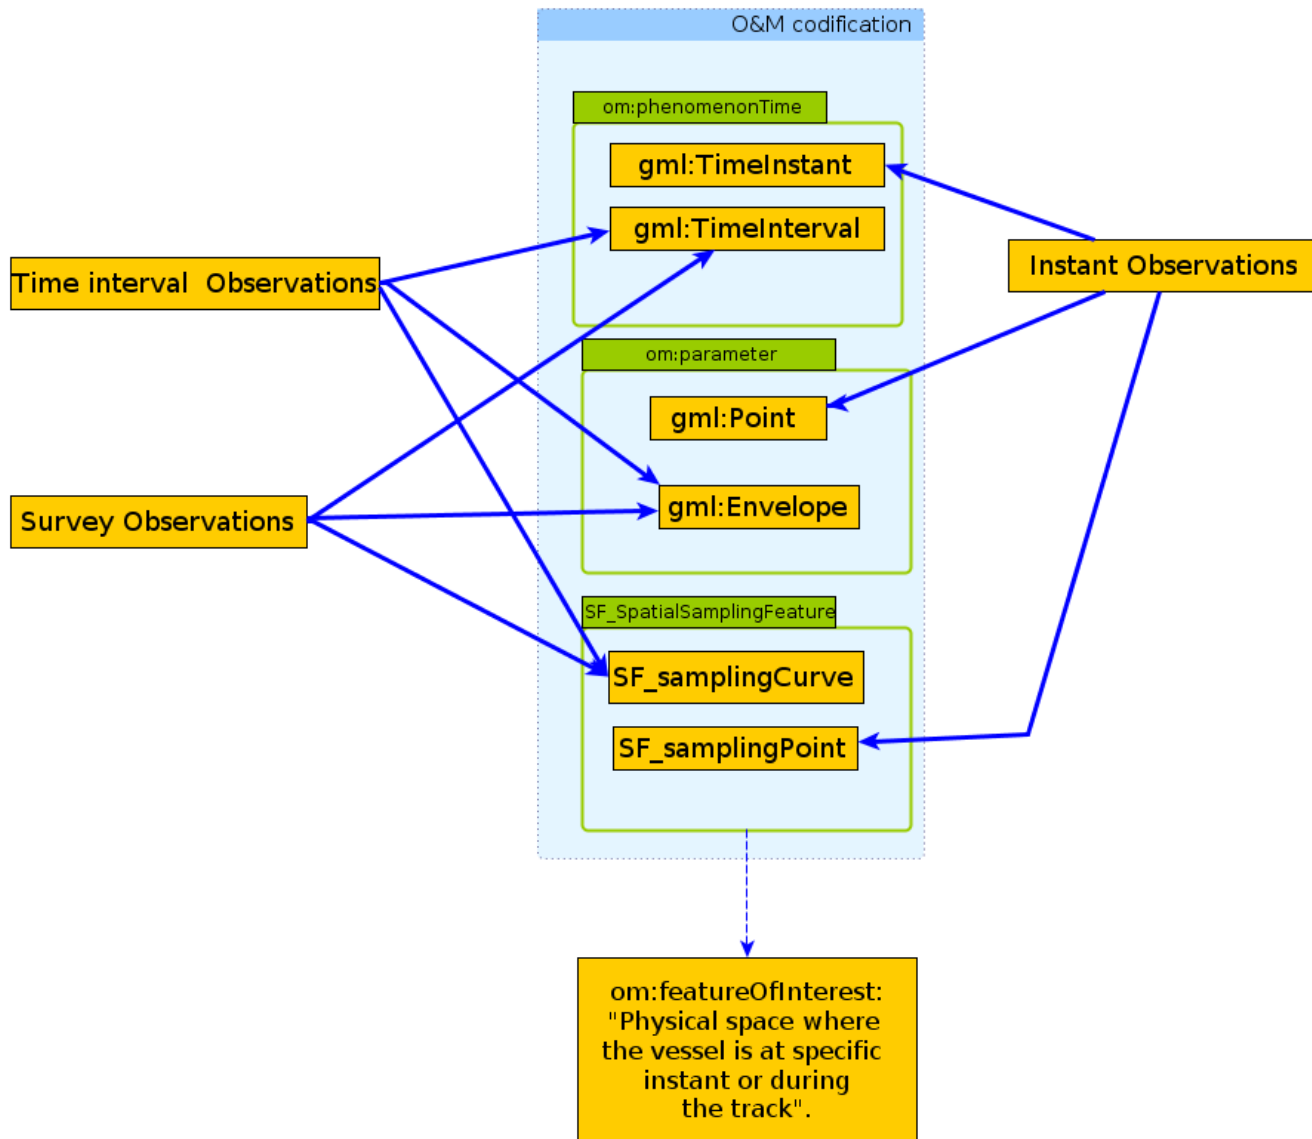 O&M codification
om:phenomenonTime
gml:TimeInstant
gml:TimeInterval
Time interval  Observations
Instant Observations
om:parameter
gml:Point
gml:Envelope
Survey Observations
SF_SpatialSamplingFeature
SF_samplingCurve
SF_samplingPoint
om:featureOfInterest:
"Physical space where
the vessel is at specific
instant or during
the track".